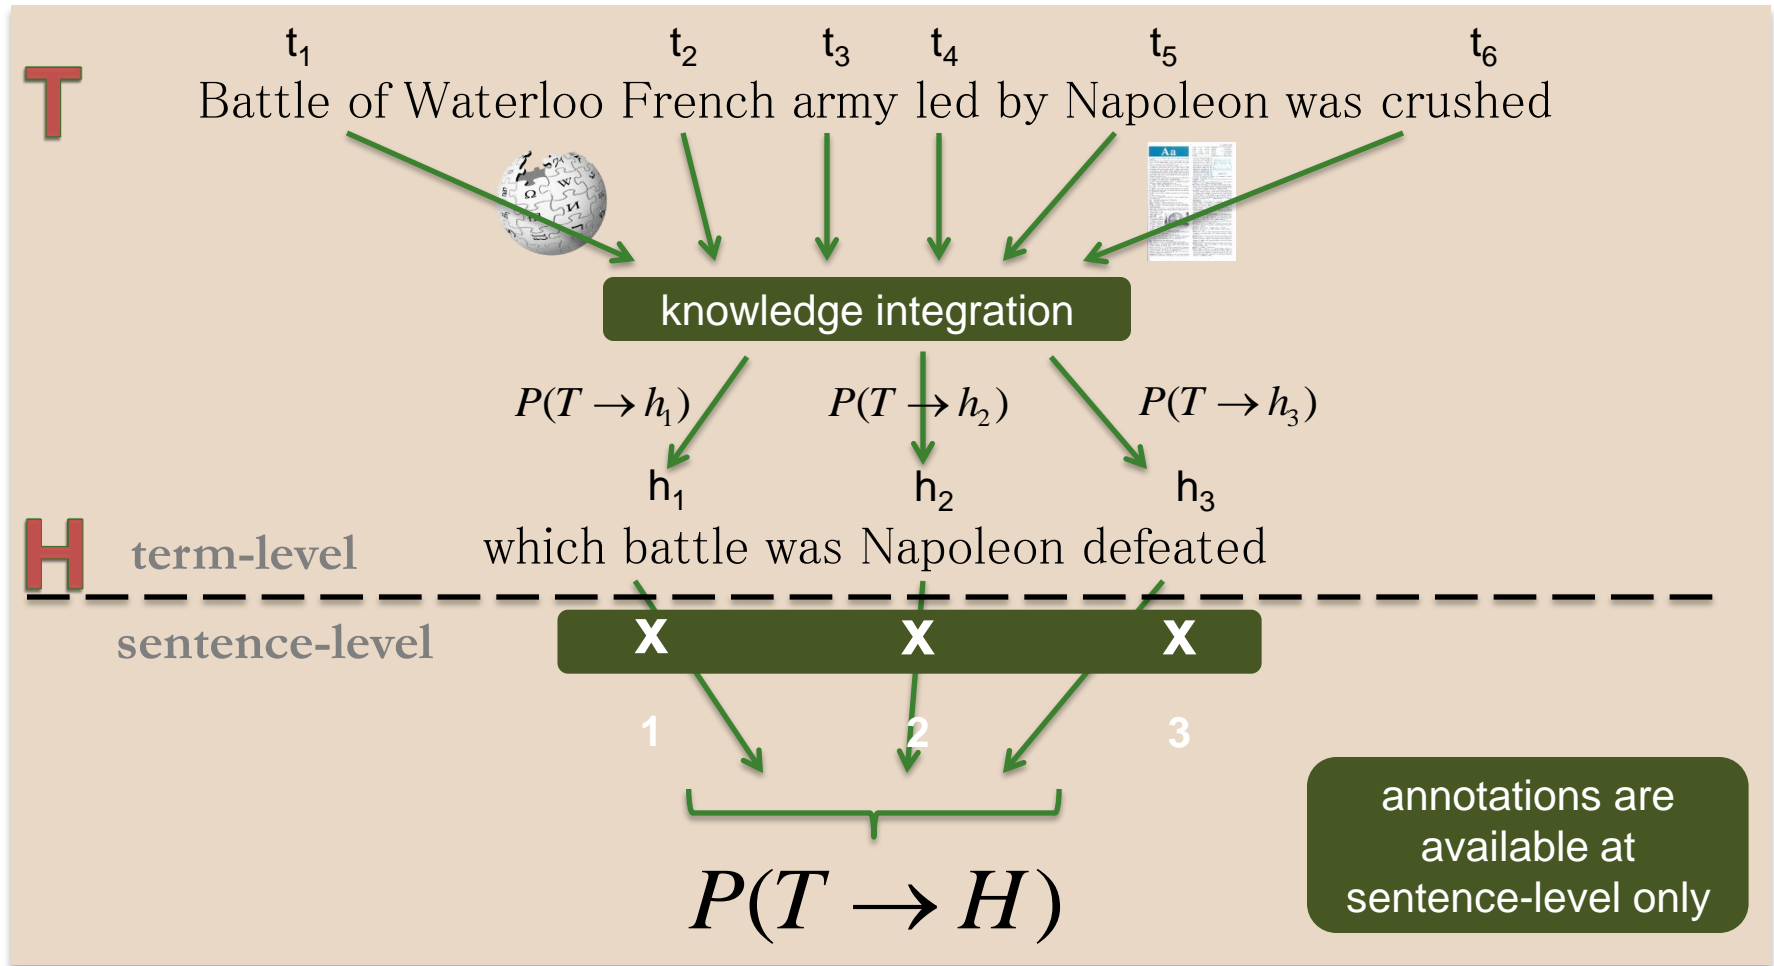 t₁ t₂ t₃ t₄ t₅ t₆
T
Battle of Waterloo French army led by Napoleon was crushed
Aa
knowledge integration
P(T → h₁) P(T → h₂) P(T → h₃)
h₁ h₂ h₃
H
term-level which battle was Napoleon defeated
sentence-level x x x
1 2 3
P(T → H)
annotations are
available at
sentence-level only